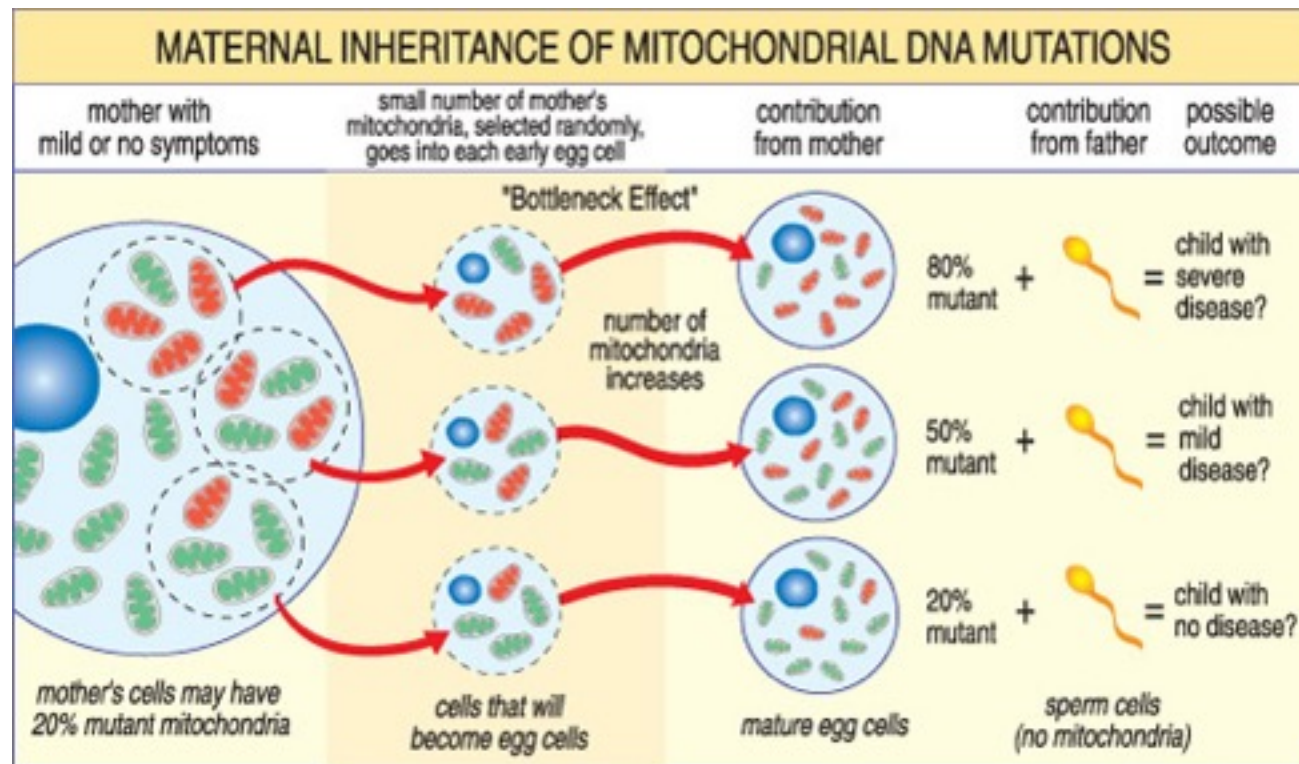 MATERNAL INHERITANCE OF MITOCHONDRIAL DNA MUTATIONS
mother with
mild or no symptoms
small number of mother's
mitochondria, selected randomly,
goes into each early egg cell
contribution
from mother
contribution
from father
possible
outcome
"Bottleneck Effect"
number of
mitochondria
increases
80%
mutant
+
=
child with
severe
disease?
50%
mutant
+
=
child with
mild
disease?
20%
mutant
+
=
child with
no disease?
mother's cells may have
20% mutant mitochondria
cells that will
become egg cells
mature egg cells
sperm cells
(no mitochondria)